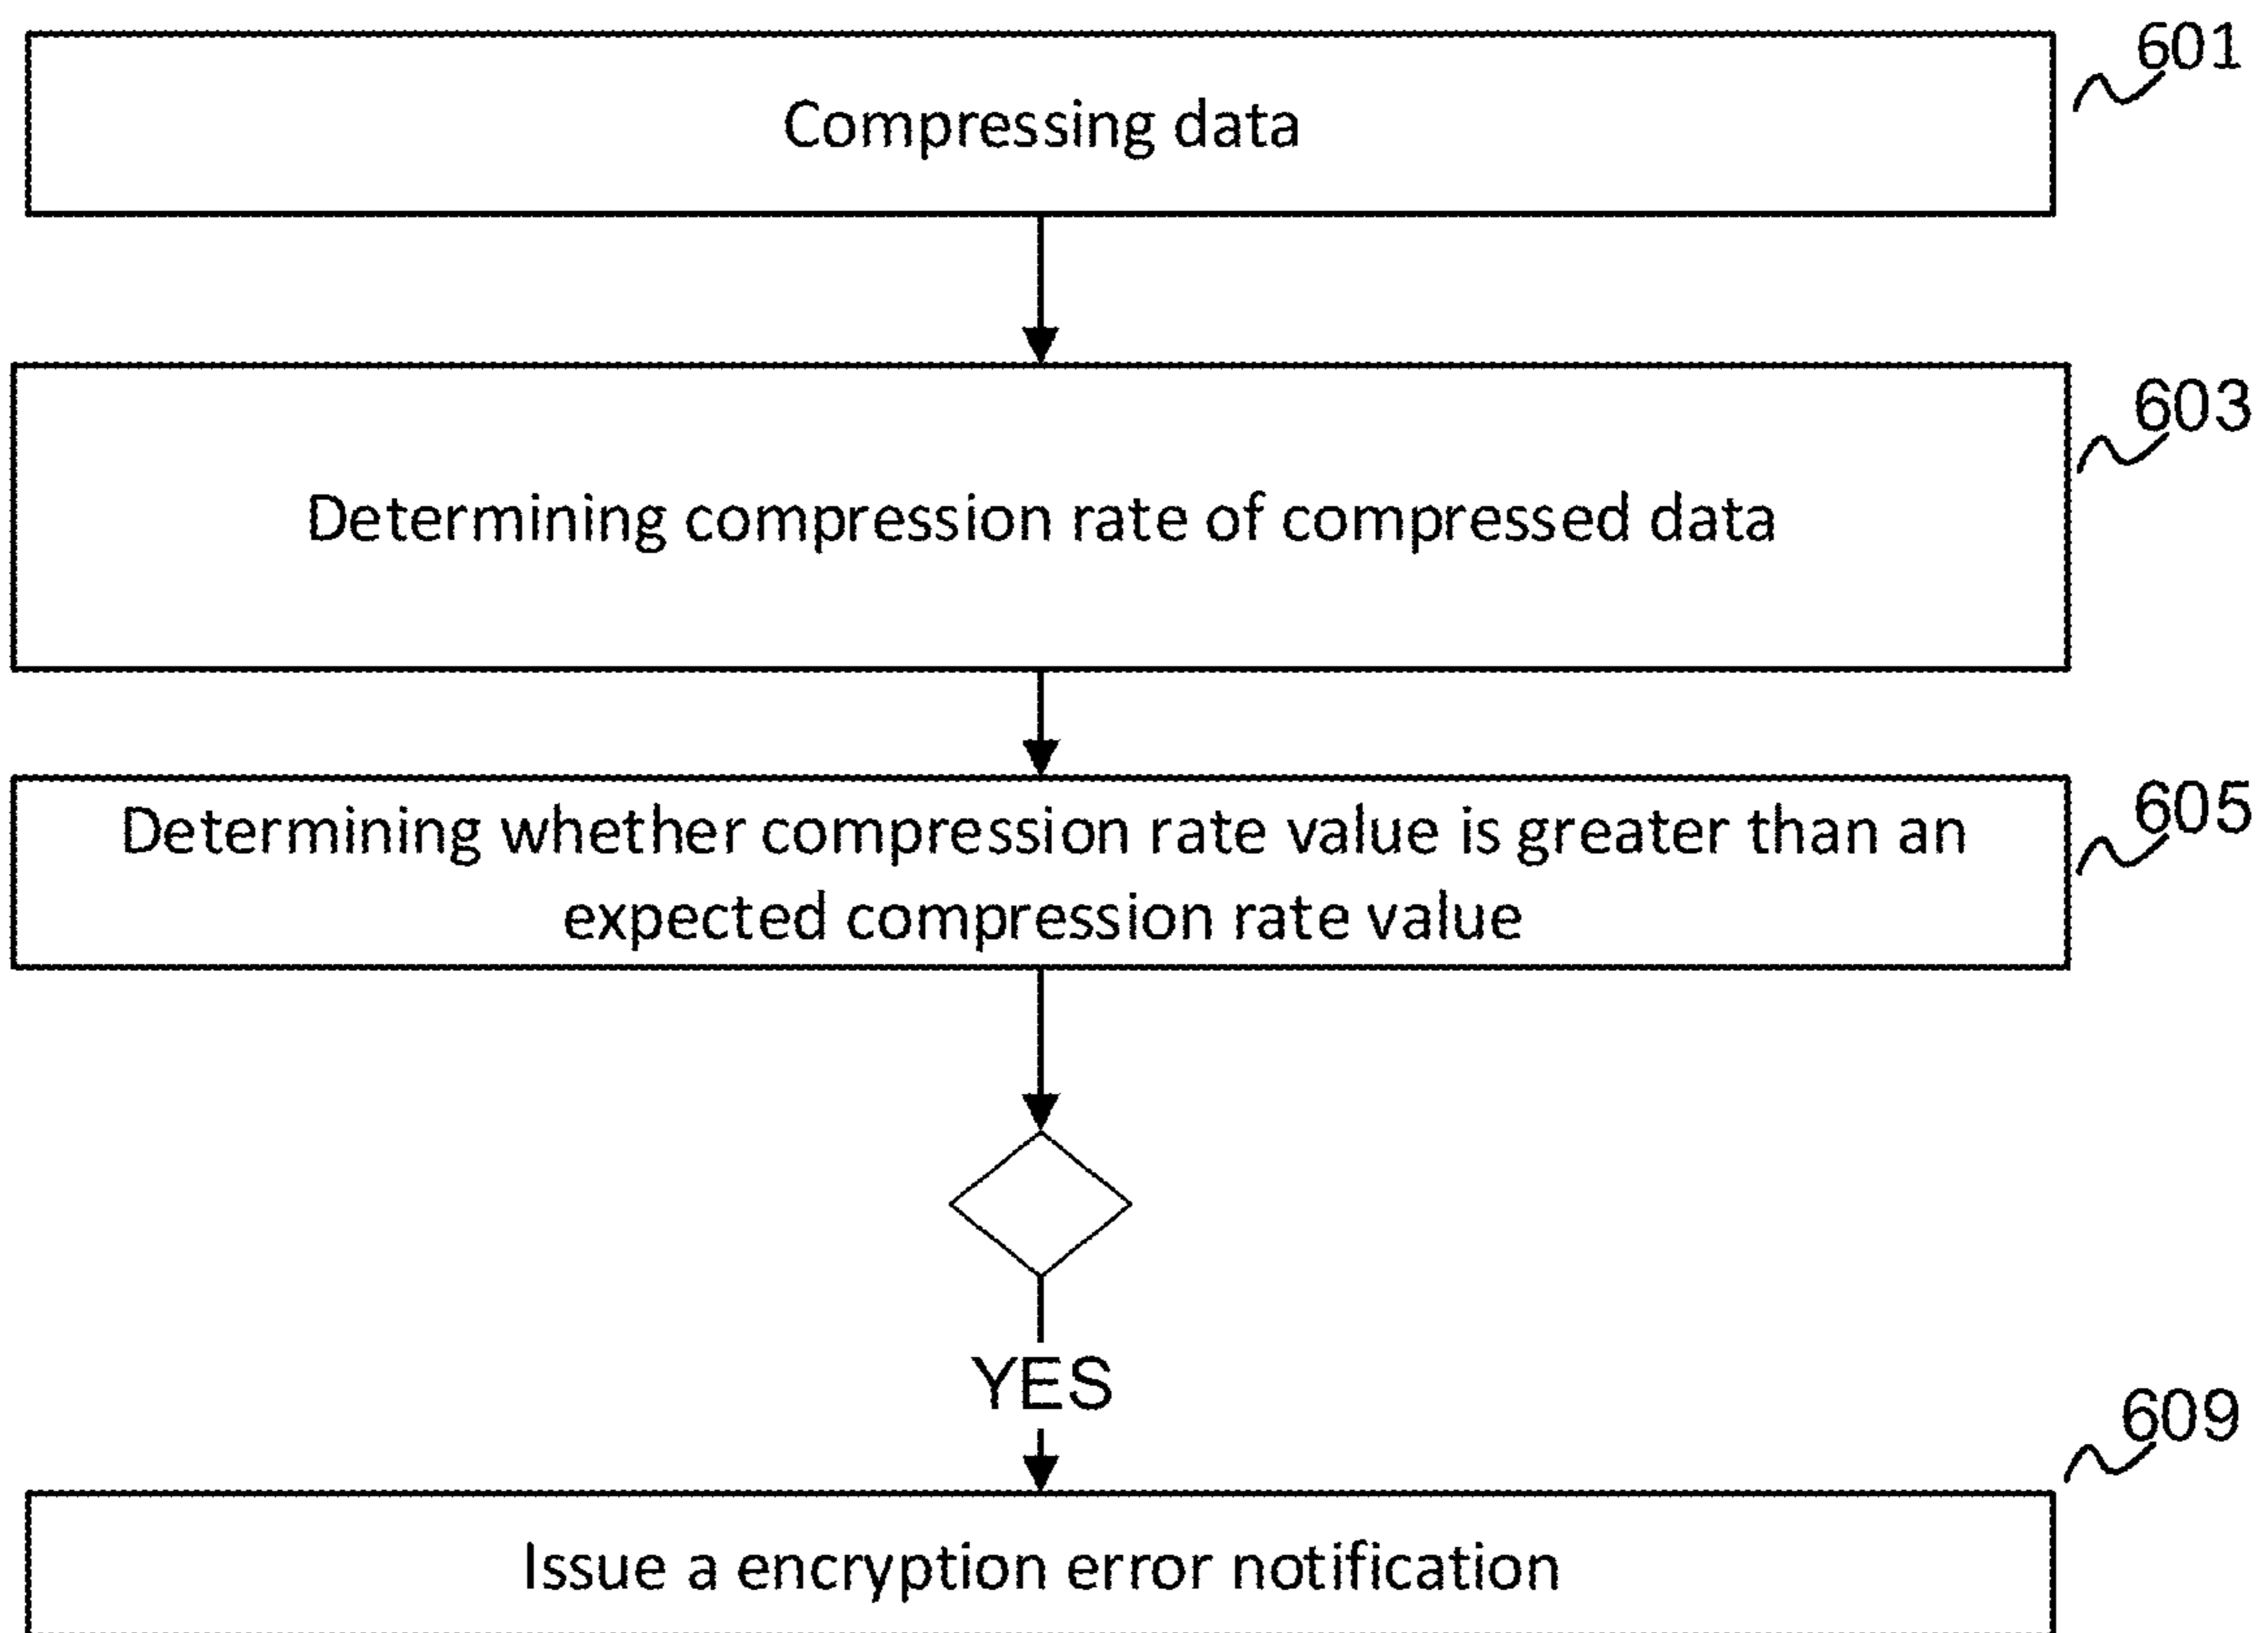 601
Compressing data
603
Determining compression rate of compressed data
605
Determining whether compression rate value is greater than an
expected compression rate value
YES
609
Issue a encryption error notification